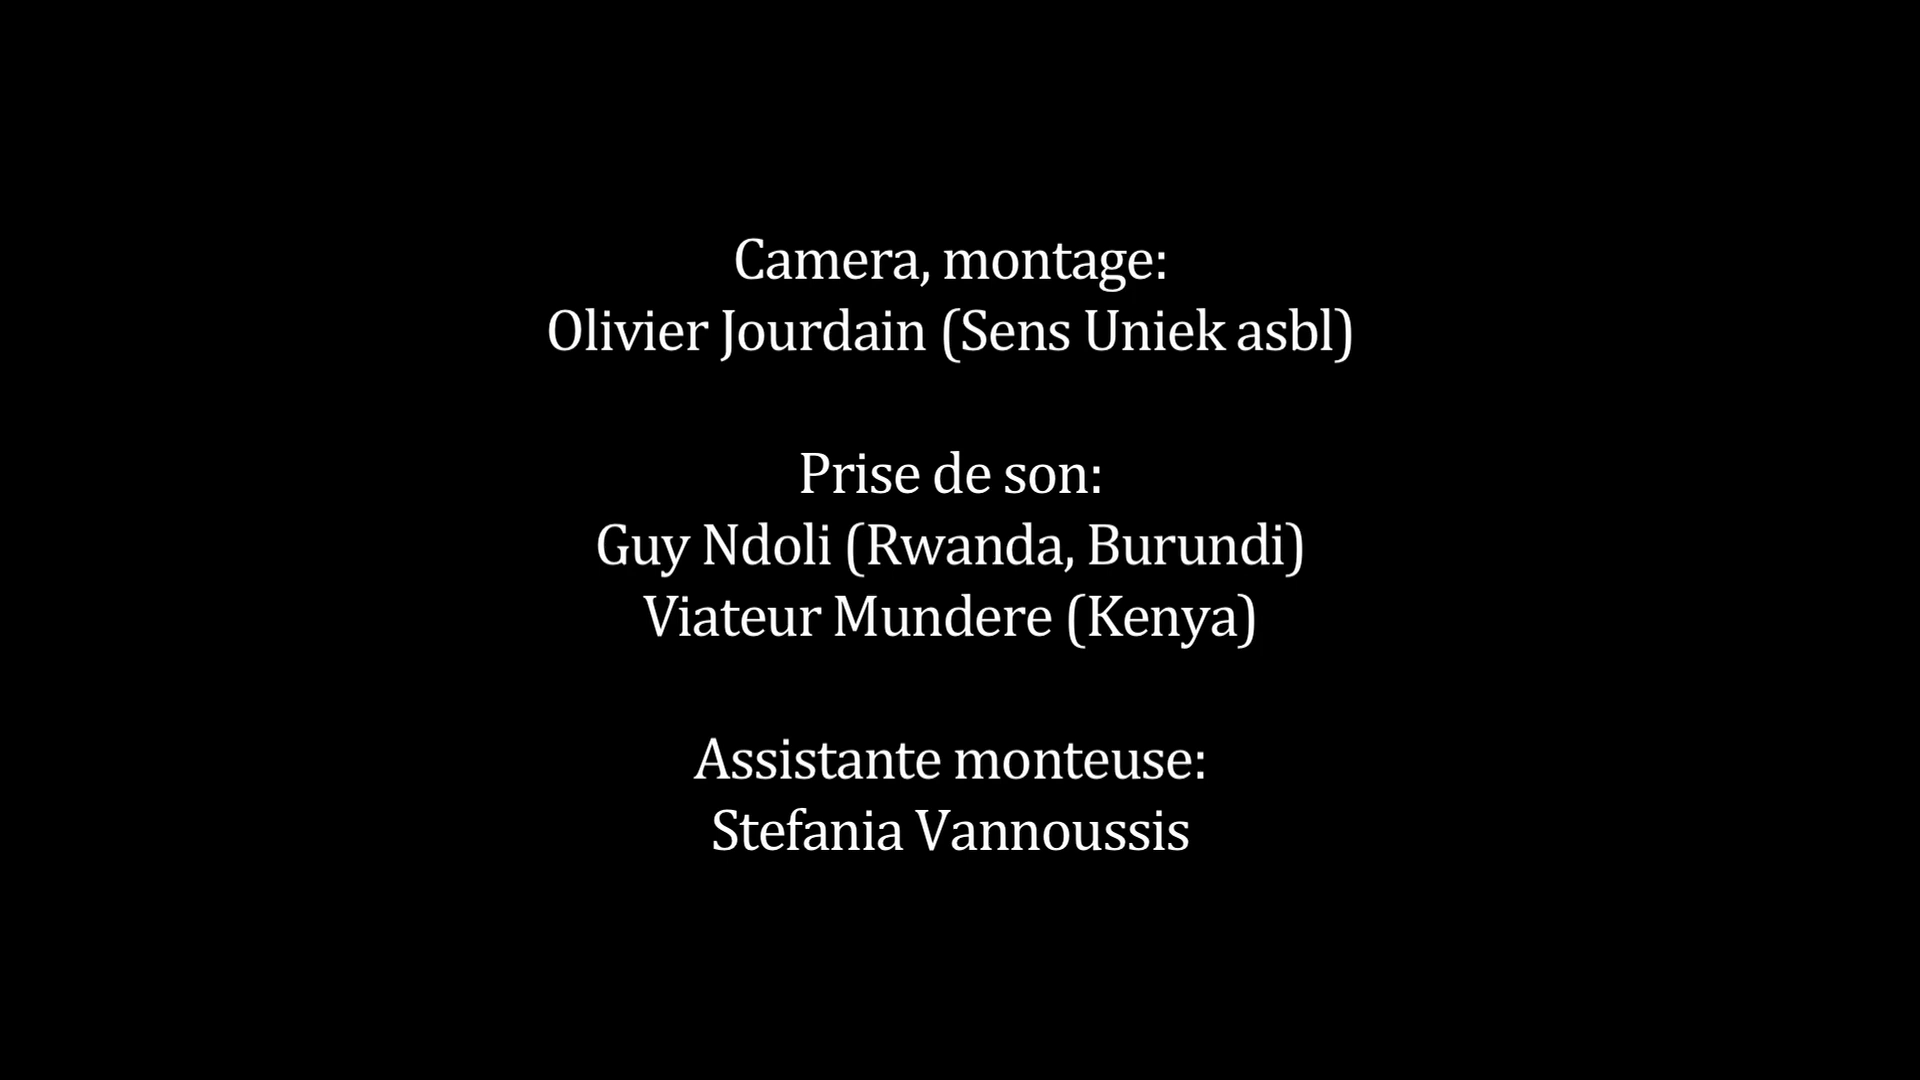 Camera, montage:
Olivier Jourdain (Sens Uniek asbl)
Prise de son:
Guy Ndoli (Rwanda, Burundi)
Viateur Mundere (Kenya)
Assistante monteuse:
Stefania Vannoussis